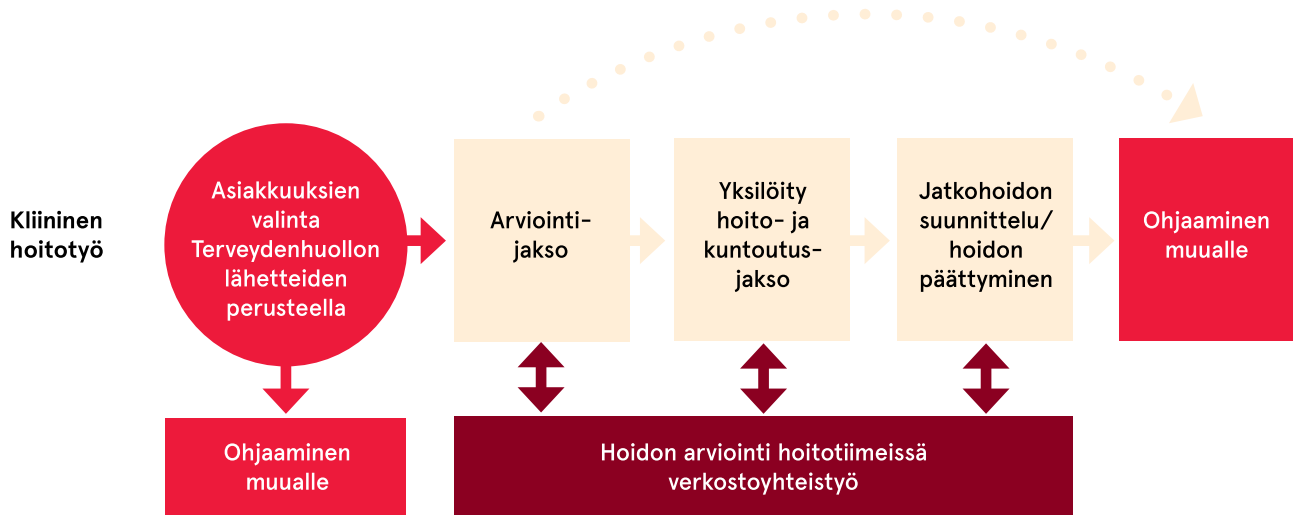 Kliininen
hoitotyö
Asiakkuuksien
valinta
Terveydenhuollon
lähetteiden
perusteella
Ohjaaminen
muualle
Arviointi-
jakso
Yksilöity
hoito- ja
kuntoutus-
jakso
Jatkohoidon
suunnittelu/
hoidon
päättyminen
Ohjaaminen
muualle
Hoidon arviointi hoitotiimeissä
verkostoyhteistyö